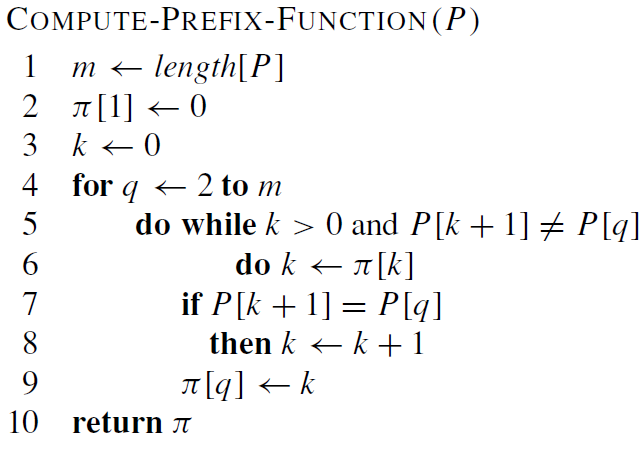 COMPUTE-PREFIX-FUNCTION(P)
1 m ← length[P]
2 π[1] ← 0
3 k ← 0
4 for q ← 2 to m
5 do while k > 0 and P[k + 1] ≠ P[q]
6 do k ← π[k]
7 if P[k + 1] = P[q]
8 then k ← k + 1
9 π[q] ← k
10 return π